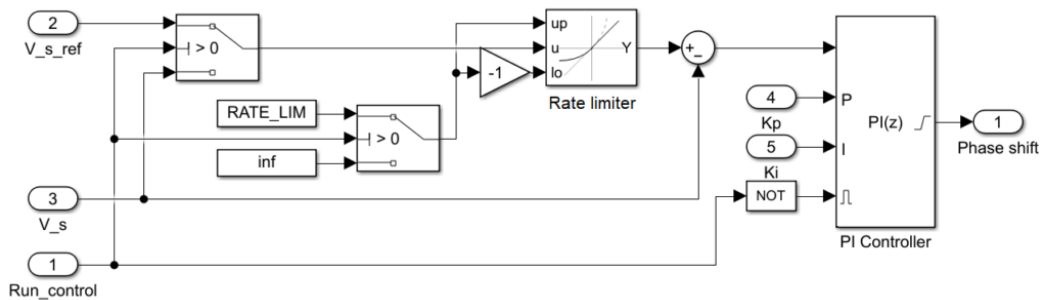 2
V_s_ref
> 0
up
u
lo
Y
Rate limiter
-1
+
-
RATE_LIM
> 0
inf
3
V_s
1
Run_control
4
Kp
5
Ki
NOT
P
I
PI(z)
PI Controller
1
Phase shift